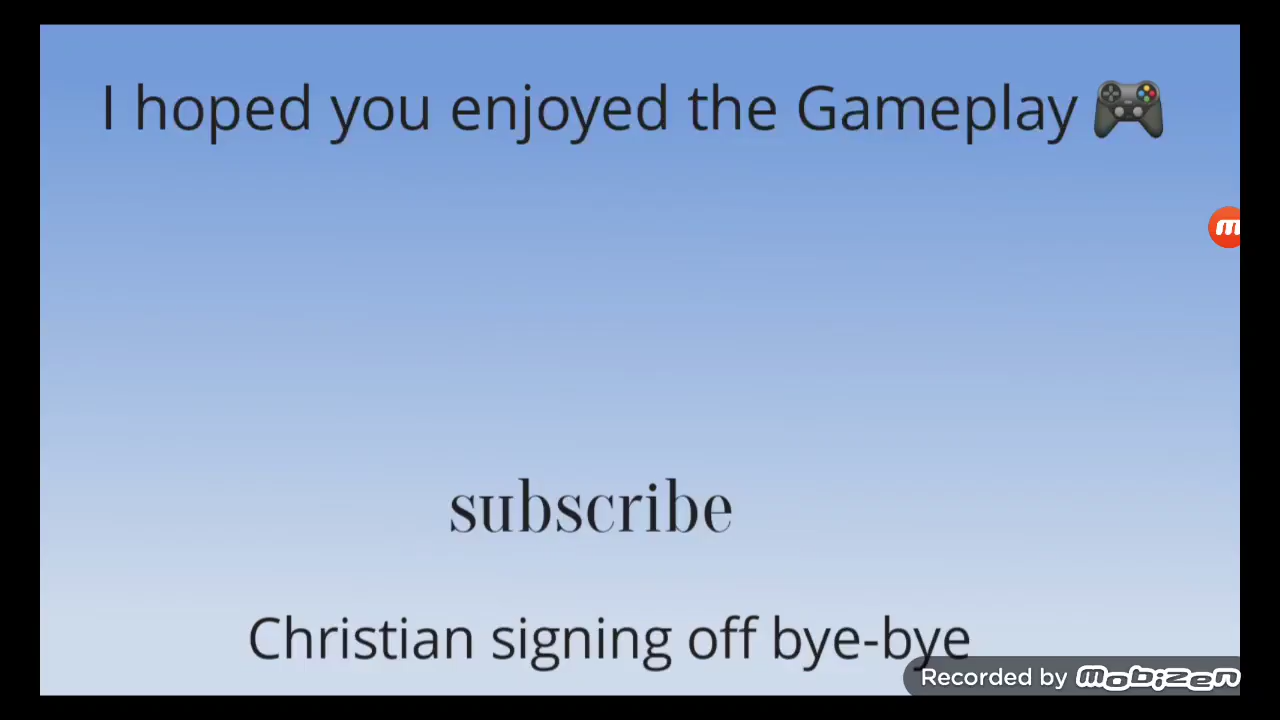 I hoped you enjoyed the Gameplay 🎮
m
subscribe
Christian signing off bye-bye
Recorded by mobizen